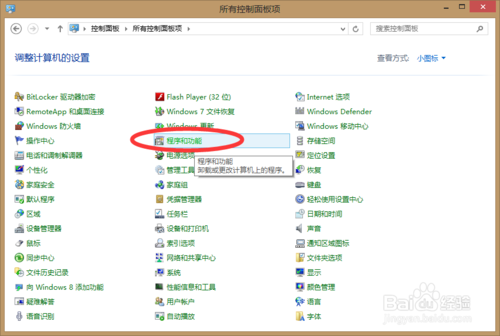 所有控制面板项
控制面板 ▸ 所有控制面板项 ▸
搜索控制面板
调整计算机的设置
查看方式: 小图标
BitLocker 驱动器加密
Flash Player (32 位)
Internet 选项
RemoteApp 和桌面连接
Windows 7 文件恢复
Windows Defender
Windows 防火墙
Windows 更新
Windows 移动中心
操作中心
程序和功能
存储空间
电话和调制解调器
电源选项
定位设置
个性化
管理工具
恢复
程序和功能
卸载或更改计算机上的程序。
家庭安全
家庭组
键盘
默认程序
凭据管理器
轻松使用设置中心
区域
任务栏
日期和时间
设备管理器
设备和打印机
声音
鼠标
索引选项
通知区域图标
同步中心
网络和共享中心
文件夹选项
文件历史记录
系统
显示
向 Windows 8 添加功能
性能信息和工具
颜色管理
疑难解答
用户帐户
语言
语音识别
自动播放
字体
Baidu 经验
jingyan.baidu.com